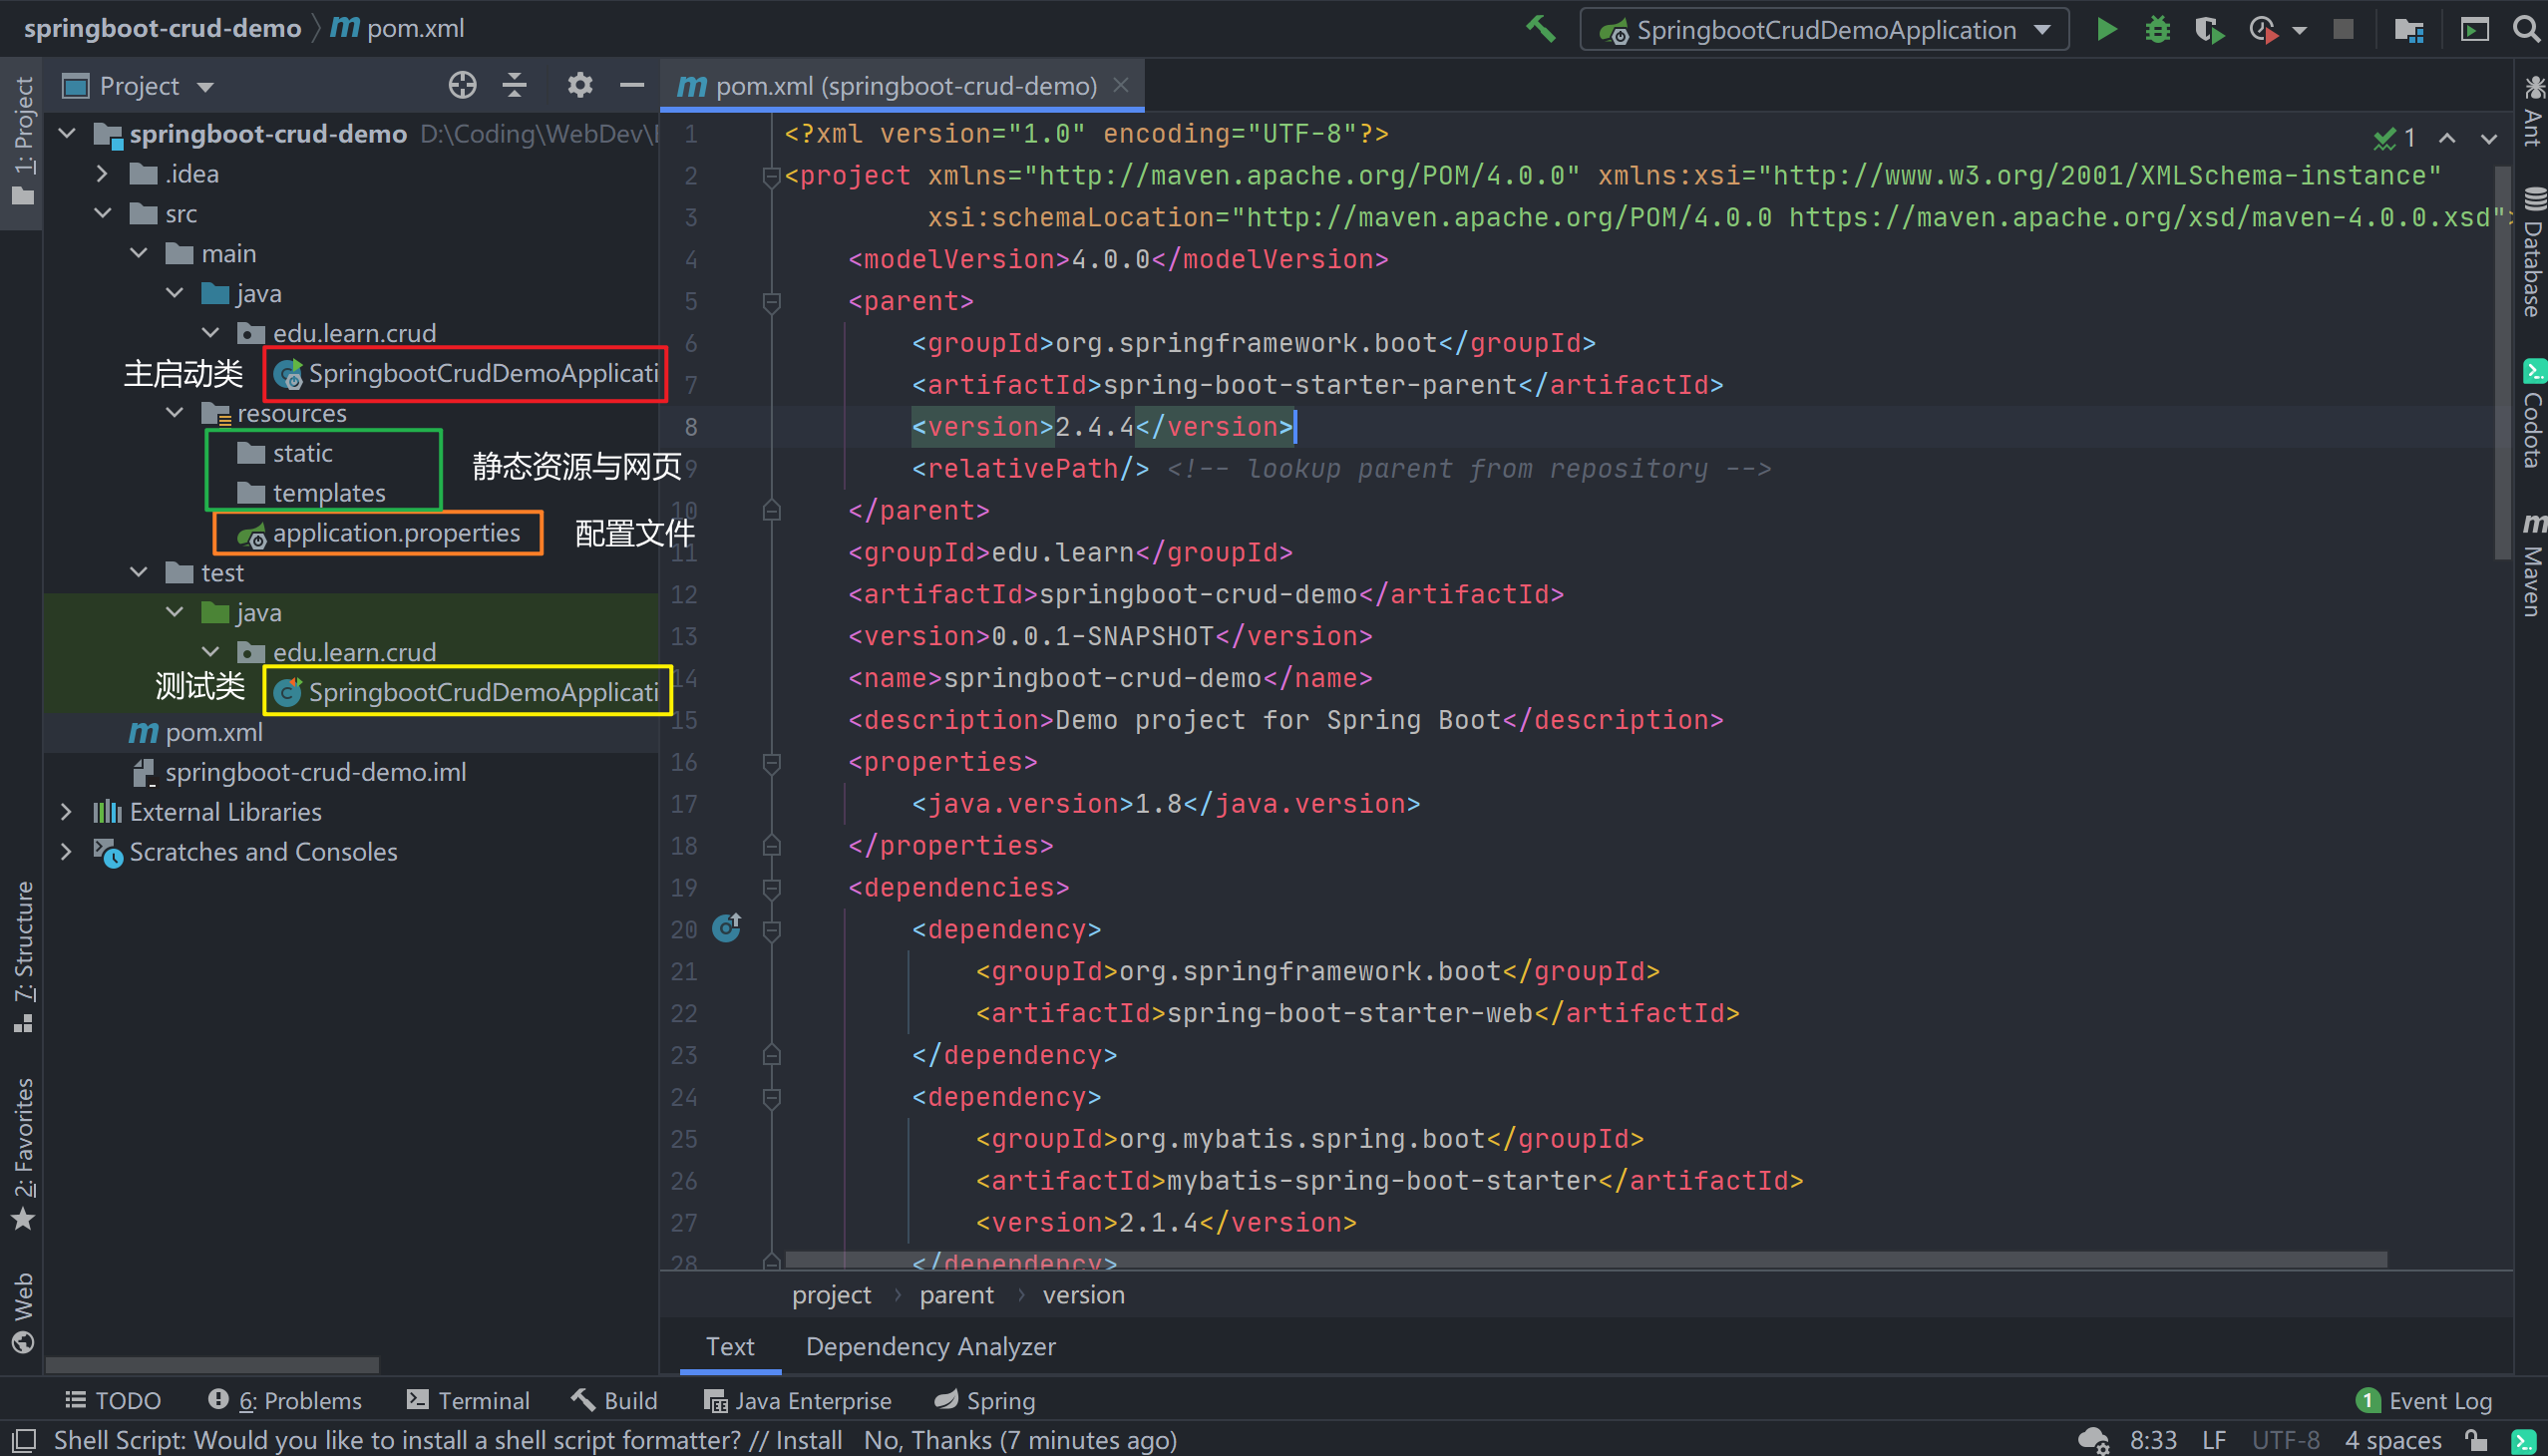 springboot-crud-demo pom.xml
SpringbootCrudDemoApplication
1: Project
7: Structure
2: Favorites
Web
Project
springboot-crud-demo D:\Coding\WebDev\
.idea
src
main
java
edu.learn.crud
主启动类 SpringbootCrudDemoApplicati
resources
static
静态资源与网页
templates
application.properties 配置文件
test
java
edu.learn.crud
测试类 SpringbootCrudDemoApplicati
pom.xml
springboot-crud-demo.iml
External Libraries
Scratches and Consoles
pom.xml (springboot-crud-demo)
1
1 <?xml version="1.0" encoding="UTF-8"?>
2 <project xmlns="http://maven.apache.org/POM/4.0.0" xmlns:xsi="http://www.w3.org/2001/XMLSchema-instance"
3 xsi:schemaLocation="http://maven.apache.org/POM/4.0.0 https://maven.apache.org/xsd/maven-4.0.0.xsd">
4 <modelVersion>4.0.0</modelVersion>
5 <parent>
6 <groupId>org.springframework.boot</groupId>
7 <artifactId>spring-boot-starter-parent</artifactId>
8 <version>2.4.4</version>
9 <relativePath/> <!-- lookup parent from repository -->
10 </parent>
11 <groupId>edu.learn</groupId>
12 <artifactId>springboot-crud-demo</artifactId>
13 <version>0.0.1-SNAPSHOT</version>
14 <name>springboot-crud-demo</name>
15 <description>Demo project for Spring Boot</description>
16 <properties>
17 <java.version>1.8</java.version>
18 </properties>
19 <dependencies>
20 <dependency>
21 <groupId>org.springframework.boot</groupId>
22 <artifactId>spring-boot-starter-web</artifactId>
23 </dependency>
24 <dependency>
25 <groupId>org.mybatis.spring.boot</groupId>
26 <artifactId>mybatis-spring-boot-starter</artifactId>
27 <version>2.1.4</version>
28 </dependency>
project › parent › version
Text Dependency Analyzer
Ant
Database
Codota
Maven
TODO 6: Problems Terminal Build Java Enterprise Spring
1 Event Log
Shell Script: Would you like to install a shell script formatter? // Install No, Thanks (7 minutes ago)
8:33 LF UTF-8 4 spaces